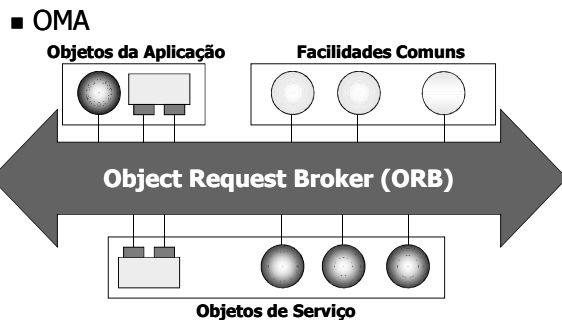 ■ OMA
Objetos da Aplicação
Facilidades Comuns
Object Request Broker (ORB)
Objetos de Serviço